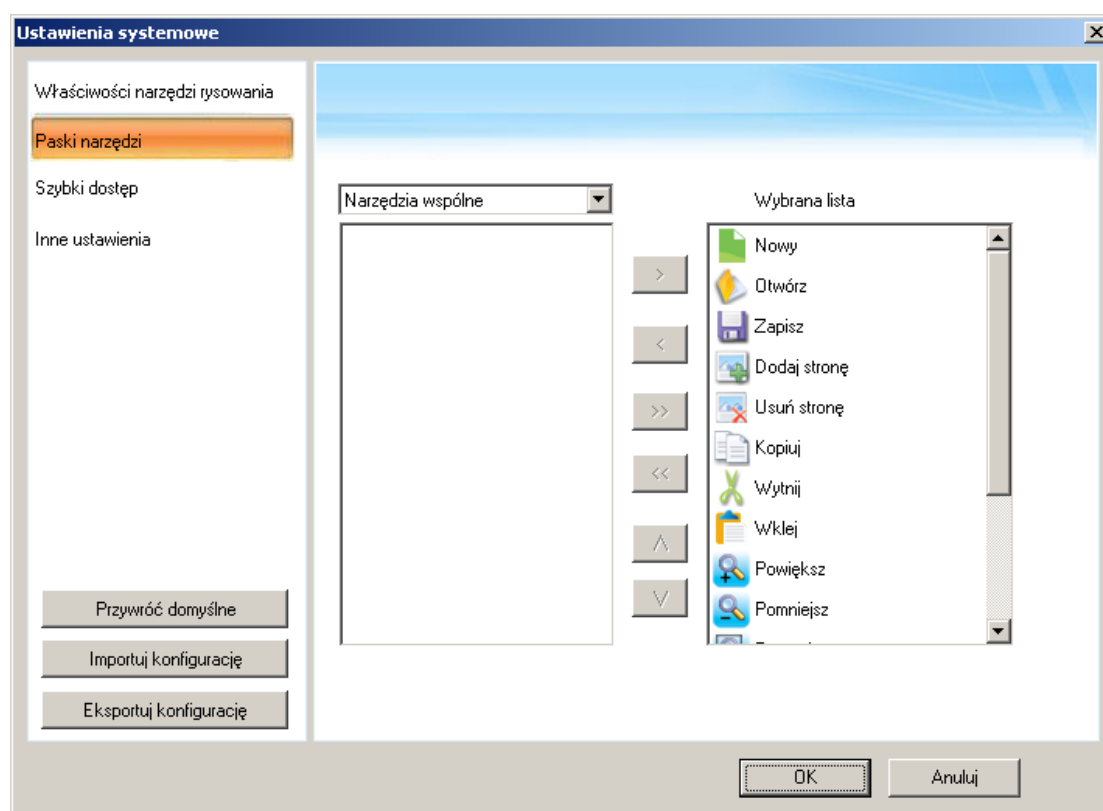 Ustawienia systemowe
Właściwości narzędzi rysowania
Paski narzędzi
Szybki dostęp
Inne ustawienia
Przywróć domyślne
Importuj konfigurację
Eksportuj konfigurację
Narzędzia wspólne
>
<
>>
<<
Wybrana lista
Nowy
Otwórz
Zapisz
Dodaj stronę
Usuń stronę
Kopiuj
Wytnij
Wklej
Powiększ
Pomniejsz
OK
Anuluj